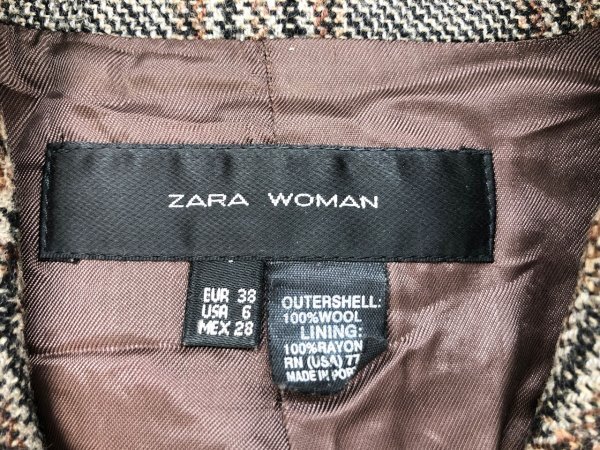 ZARA WOMAN
EUR 38
USA 6
MEX 28
OUTERSHELL:
100%WOOL
LINING:
100%RAYON
RN (USA) 77
MADE IN POR